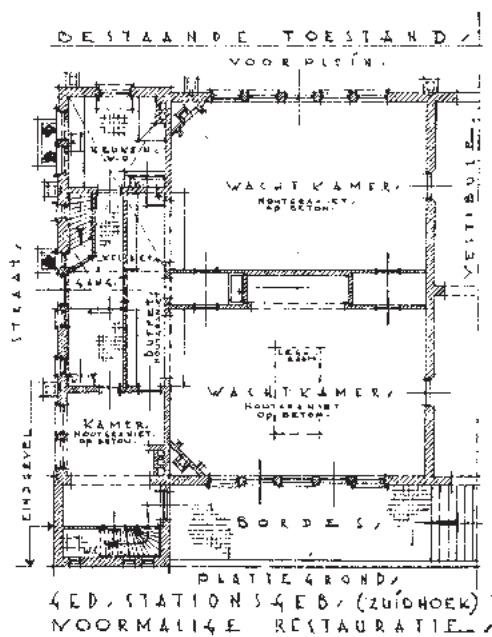 BESTAANDE TOESTAND
VOORPLEIN.
KEUKEN.
WACHTKAMER,
HOUTGRANIET
OP BETON.
VESTIBULE
STRAAT,
GANG
BUFFET,
HOUTGRANIET
WACHTKAMER,
HOUTGRANIET
OP BETON.
KAMER,
HOUTGRANIET.
OP BETON.
EINDGEVEL
BORDES,
W.C.
PLATTEGROND,
GED. STATIONSGEB. (ZUIDHOEK)
VOORMALIGE RESTAURATIE.